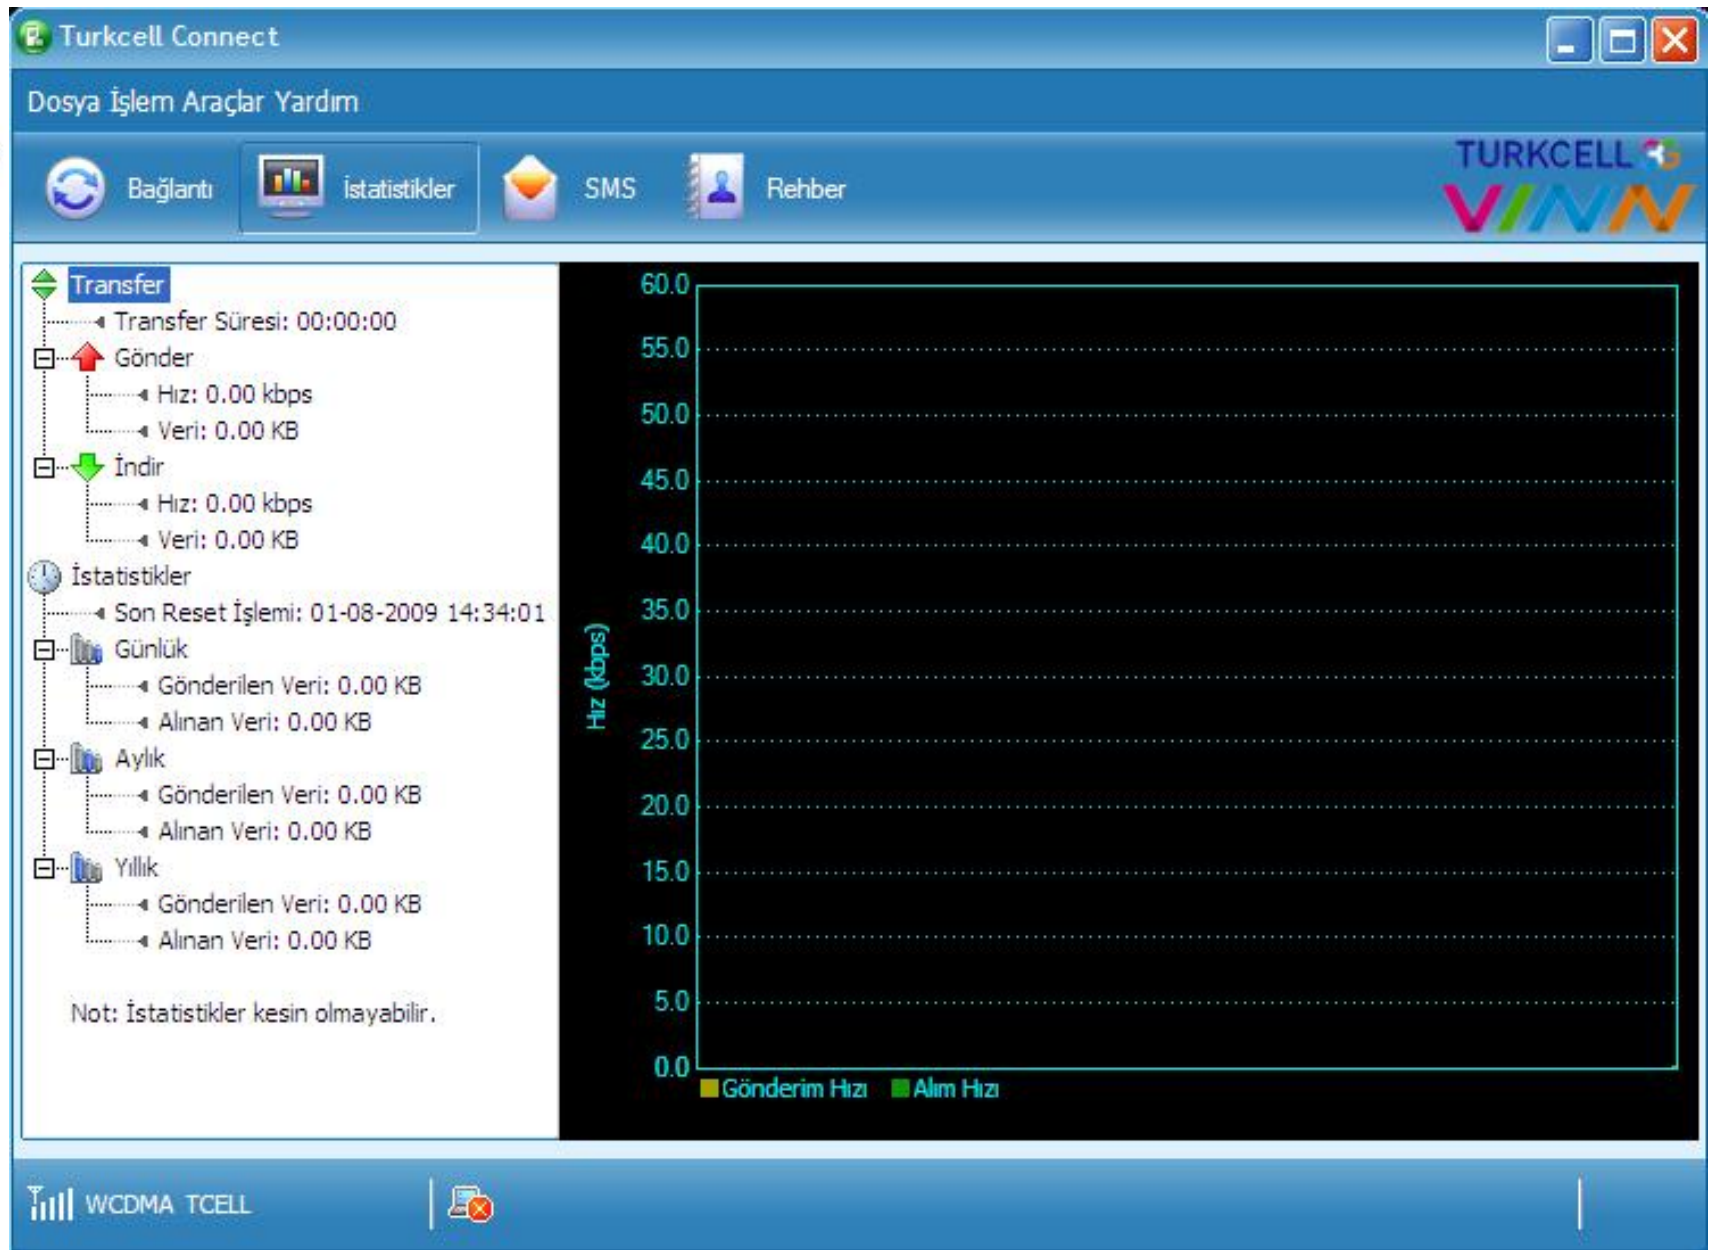 Turkcell Connect
Dosya İşlem Araçlar Yardım
Bağlantı İstatistikler SMS Rehber
TURKCELL 3G
VINN
Transfer
Transfer Süresi: 00:00:00
Gönder
Hız: 0.00 kbps
Veri: 0.00 KB
İndir
Hız: 0.00 kbps
Veri: 0.00 KB
İstatistikler
Son Reset İşlemi: 01-08-2009 14:34:01
Günlük
Gönderilen Veri: 0.00 KB
Alınan Veri: 0.00 KB
Aylık
Gönderilen Veri: 0.00 KB
Alınan Veri: 0.00 KB
Yıllık
Gönderilen Veri: 0.00 KB
Alınan Veri: 0.00 KB
Not: İstatistikler kesin olmayabilir.
Hız (kbps)
60.0
55.0
50.0
45.0
40.0
35.0
30.0
25.0
20.0
15.0
10.0
5.0
0.0
Gönderim Hızı Alım Hızı
WCDMA TCELL